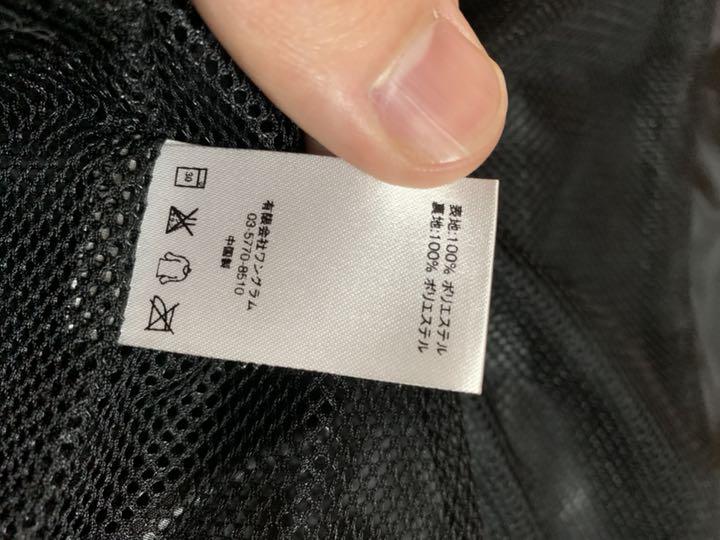 表地:100% ポリエステル
裏地:100% ポリエステル
30
有限会社ワングラム
03-5770-8510
中国製